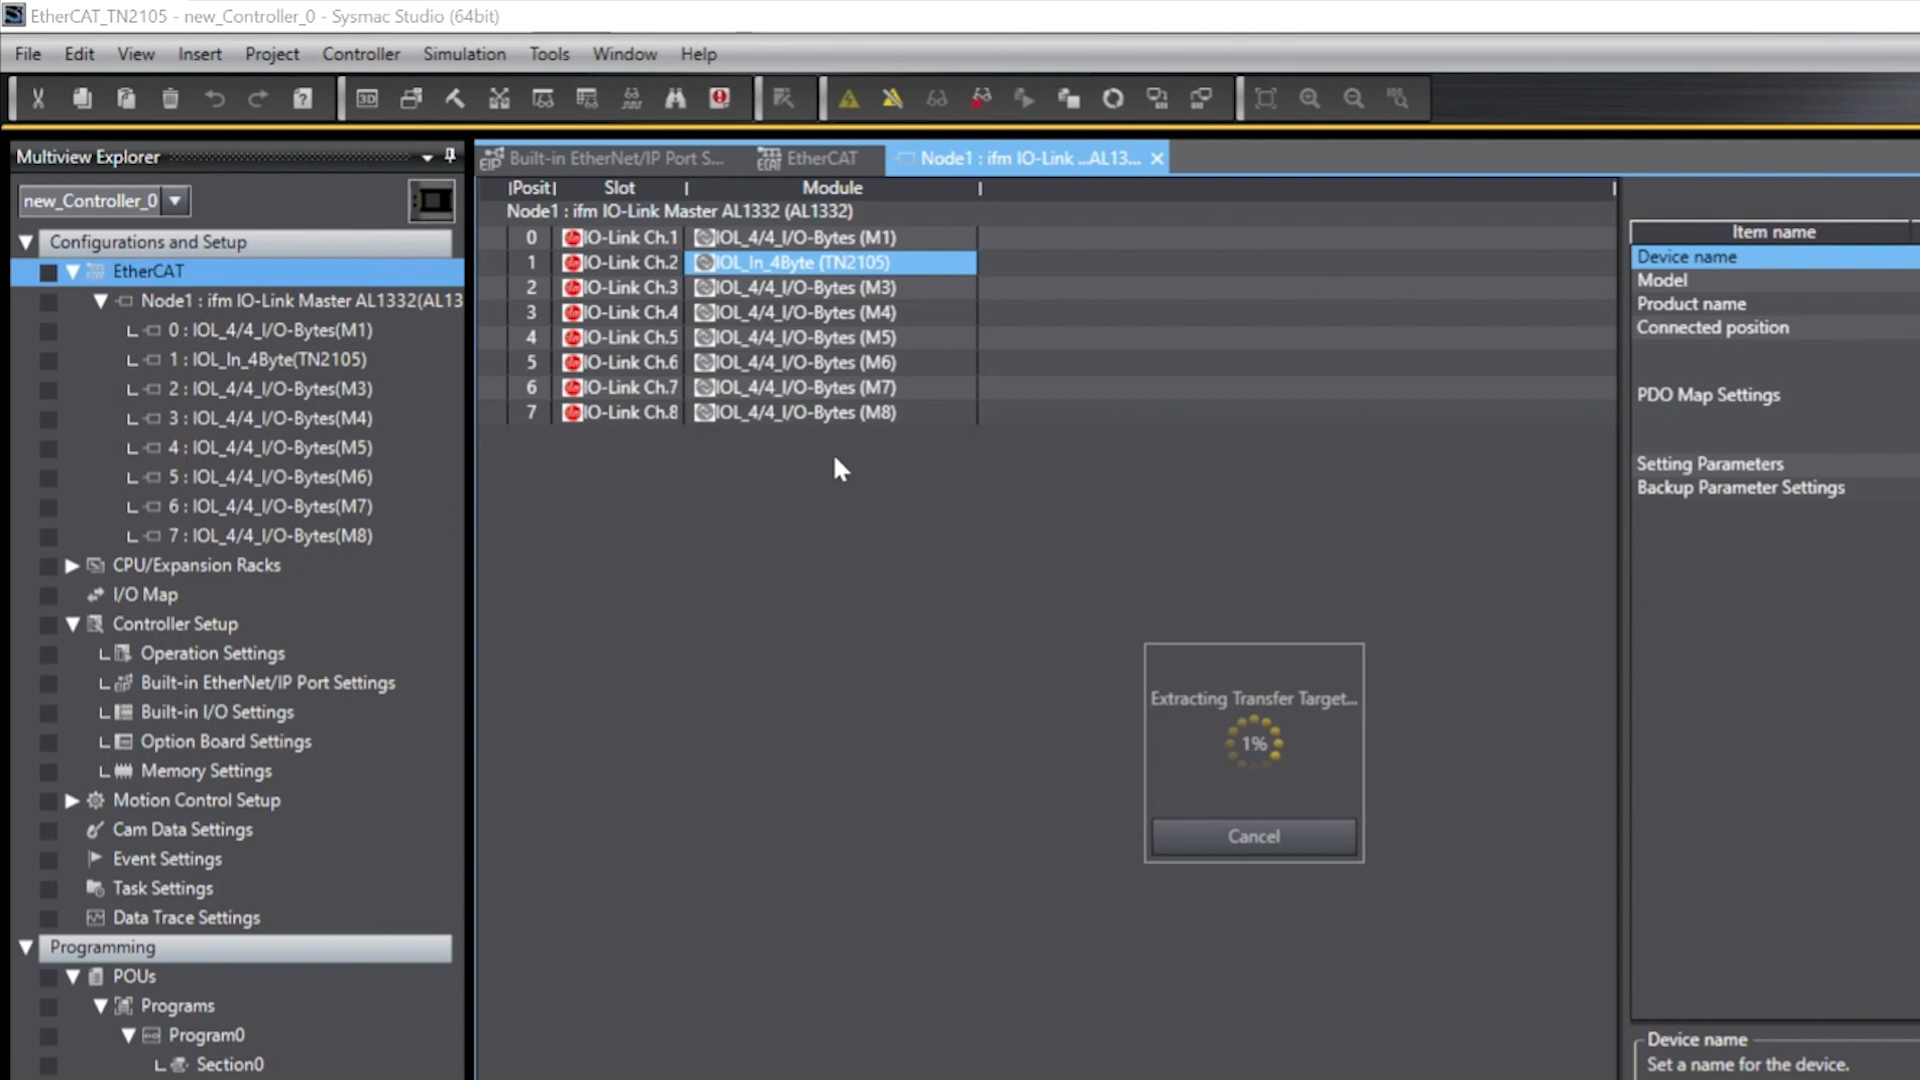 EtherCAT_TN2105 - new_Controller_0 - Sysmac Studio (64bit)
File Edit View Insert Project Controller Simulation Tools Window Help
3D
Multiview Explorer
new_Controller_0
Configurations and Setup
EtherCAT
Node1 : ifm IO-Link Master AL1332(AL13
0 : IOL_4/4_I/O-Bytes(M1)
1 : IOL_In_4Byte(TN2105)
2 : IOL_4/4_I/O-Bytes(M3)
3 : IOL_4/4_I/O-Bytes(M4)
4 : IOL_4/4_I/O-Bytes(M5)
5 : IOL_4/4_I/O-Bytes(M6)
6 : IOL_4/4_I/O-Bytes(M7)
7 : IOL_4/4_I/O-Bytes(M8)
CPU/Expansion Racks
I/O Map
Controller Setup
Operation Settings
Built-in EtherNet/IP Port Settings
Built-in I/O Settings
Option Board Settings
Memory Settings
Motion Control Setup
Cam Data Settings
Event Settings
Task Settings
Data Trace Settings
Programming
POUs
Programs
Program0
Section0
EIP Built-in EtherNet/IP Port S... ECAT EtherCAT Node1 : ifm IO-Link ...AL13...
Posit Slot Module
Node1 : ifm IO-Link Master AL1332 (AL1332)
0 IO-Link Ch.1 IOL_4/4_I/O-Bytes (M1)
1 IO-Link Ch.2 IOL_In_4Byte (TN2105)
2 IO-Link Ch.3 IOL_4/4_I/O-Bytes (M3)
3 IO-Link Ch.4 IOL_4/4_I/O-Bytes (M4)
4 IO-Link Ch.5 IOL_4/4_I/O-Bytes (M5)
5 IO-Link Ch.6 IOL_4/4_I/O-Bytes (M6)
6 IO-Link Ch.7 IOL_4/4_I/O-Bytes (M7)
7 IO-Link Ch.8 IOL_4/4_I/O-Bytes (M8)
Extracting Transfer Target...
1%
Cancel
Item name
Device name
Model
Product name
Connected position
PDO Map Settings
Setting Parameters
Backup Parameter Settings
Device name
Set a name for the device.